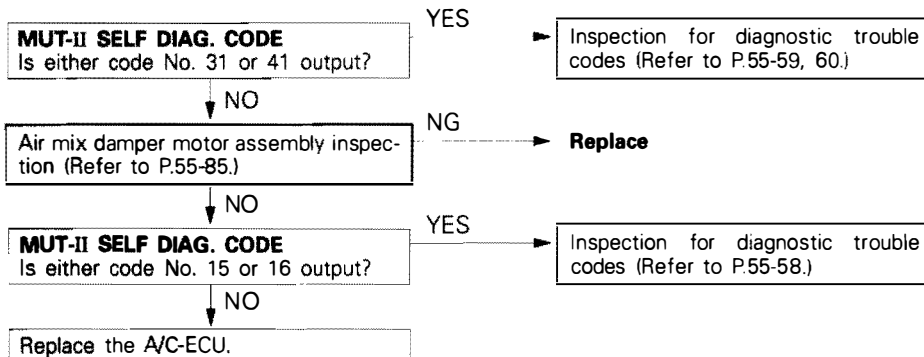 YES
MUT-II SELF DIAG. CODE
Is either code No. 31 or 41 output?
Inspection for diagnostic trouble
codes (Refer to P.55-59, 60.)
NO
NG
Air mix damper motor assembly inspec-
tion (Refer to P.55-85.)
Replace
NO
YES
MUT-II SELF DIAG. CODE
Is either code No. 15 or 16 output?
Inspection for diagnostic trouble
codes (Refer to P.55-58.)
NO
Replace the A/C-ECU.